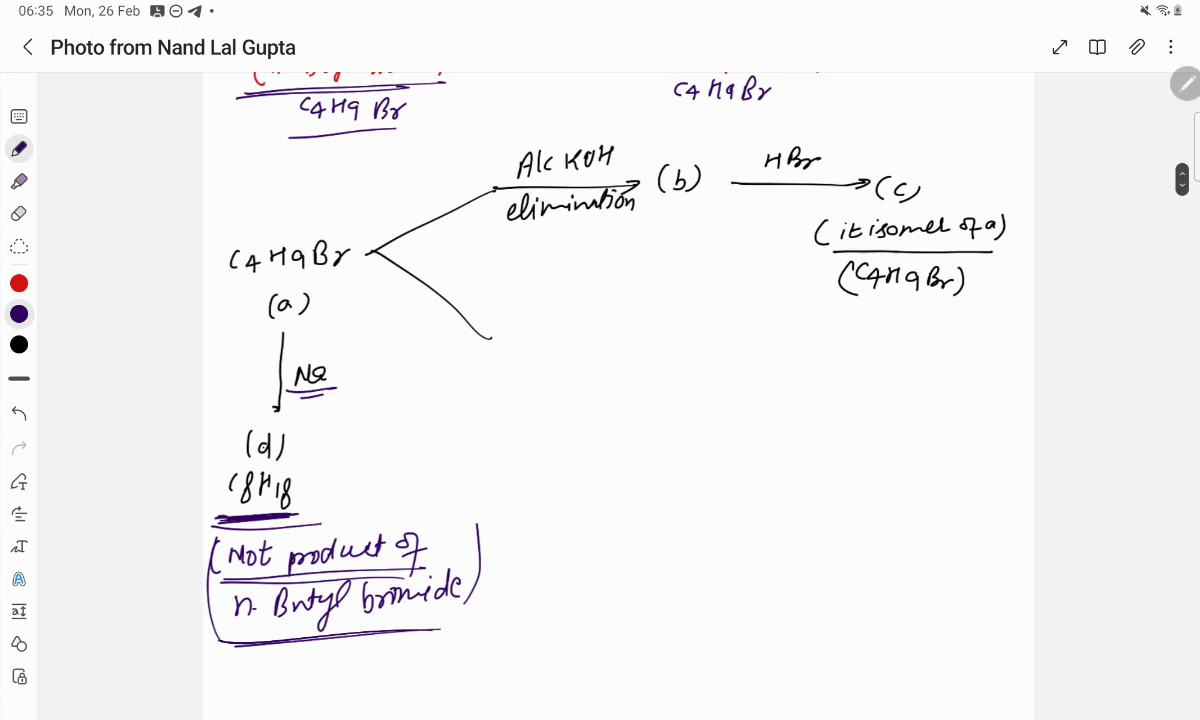 06:35 Mon, 26 Feb
Photo from Nand Lal Gupta
C4H9Br
C4H9Br
Alc KOH
elimination
(b)
HBr
(c)
(it isomer of a)
(C4H9Br)
C4H9Br
(a)
Na
(d)
C8H18
(Not product of
n-Butyl bromide)